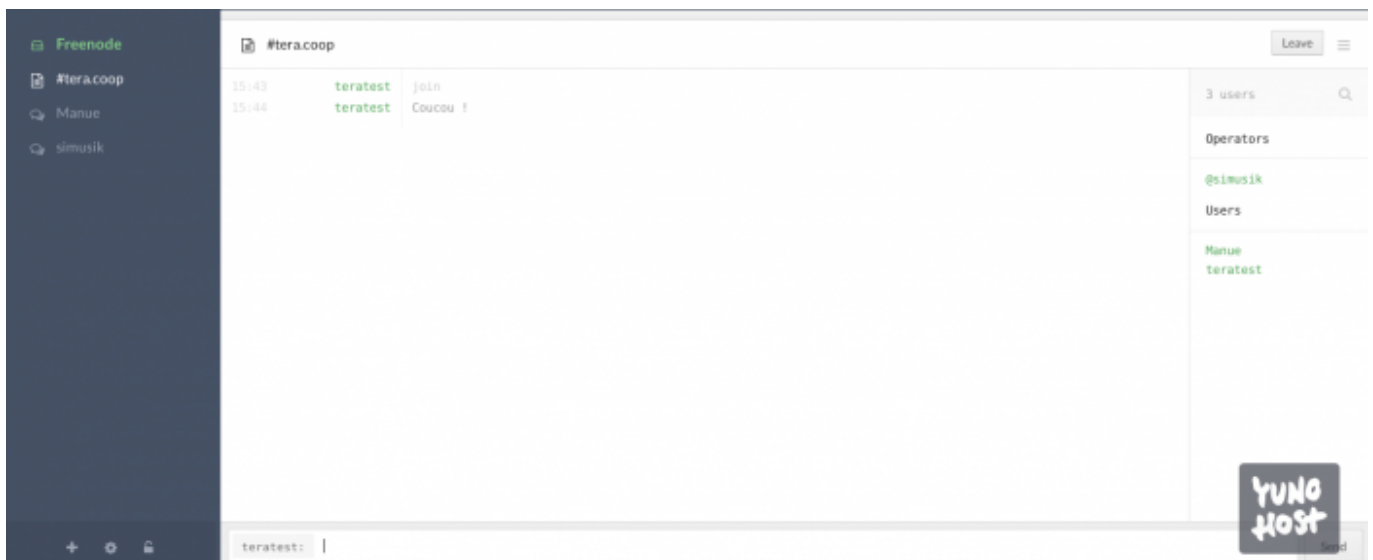 Freenode
#tera.coop
Manue
simusik
#tera.coop
Leave
15:43 teratest join
15:44 teratest Coucou !
3 users
Operators
@simusik
Users
Manue
teratest
teratest:
Send
YUNO
HOST